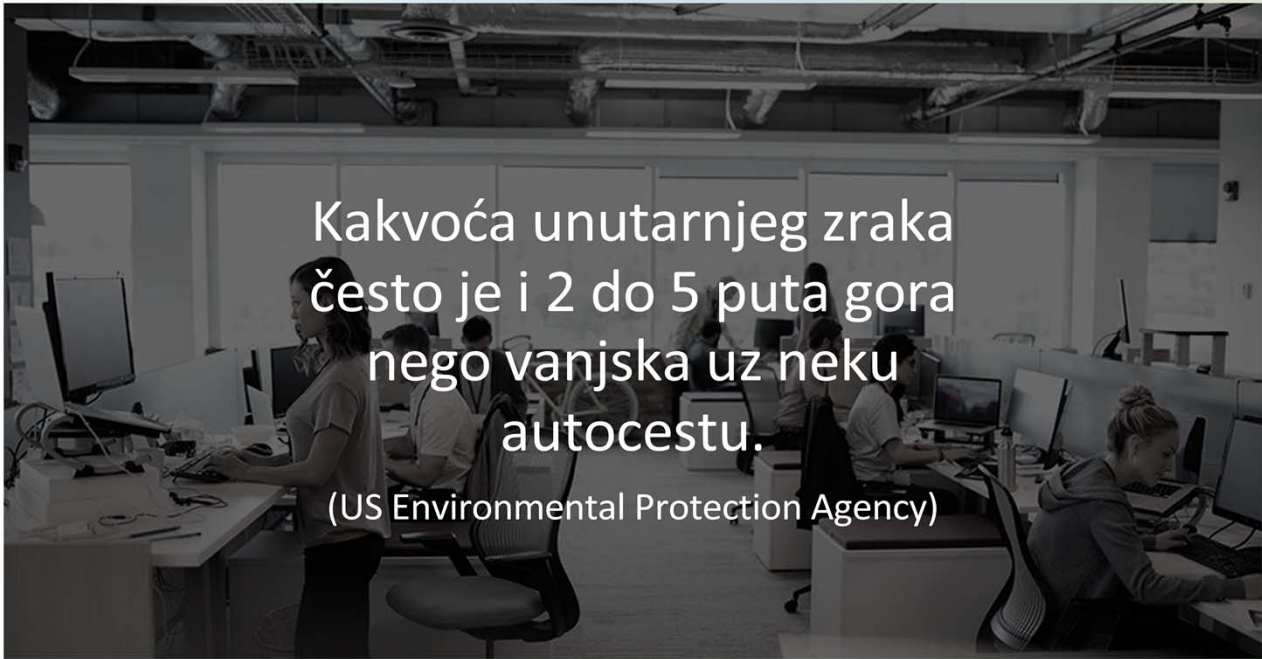 Kakvoća unutarnjeg zraka
često je i 2 do 5 puta gora
nego vanjska uz neku
autocestu.
(US Environmental Protection Agency)